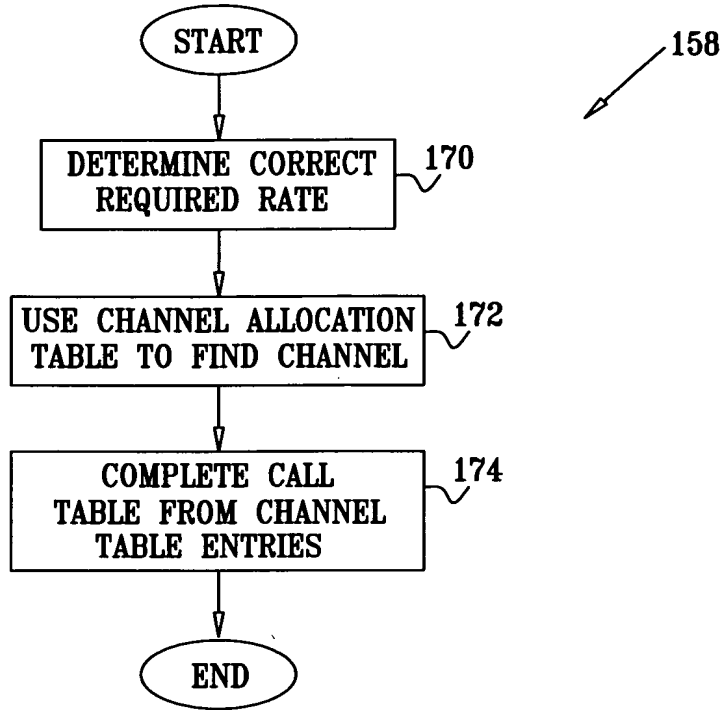 START
158
DETERMINE CORRECT
REQUIRED RATE
170
USE CHANNEL ALLOCATION
TABLE TO FIND CHANNEL
172
COMPLETE CALL
TABLE FROM CHANNEL
TABLE ENTRIES
174
END